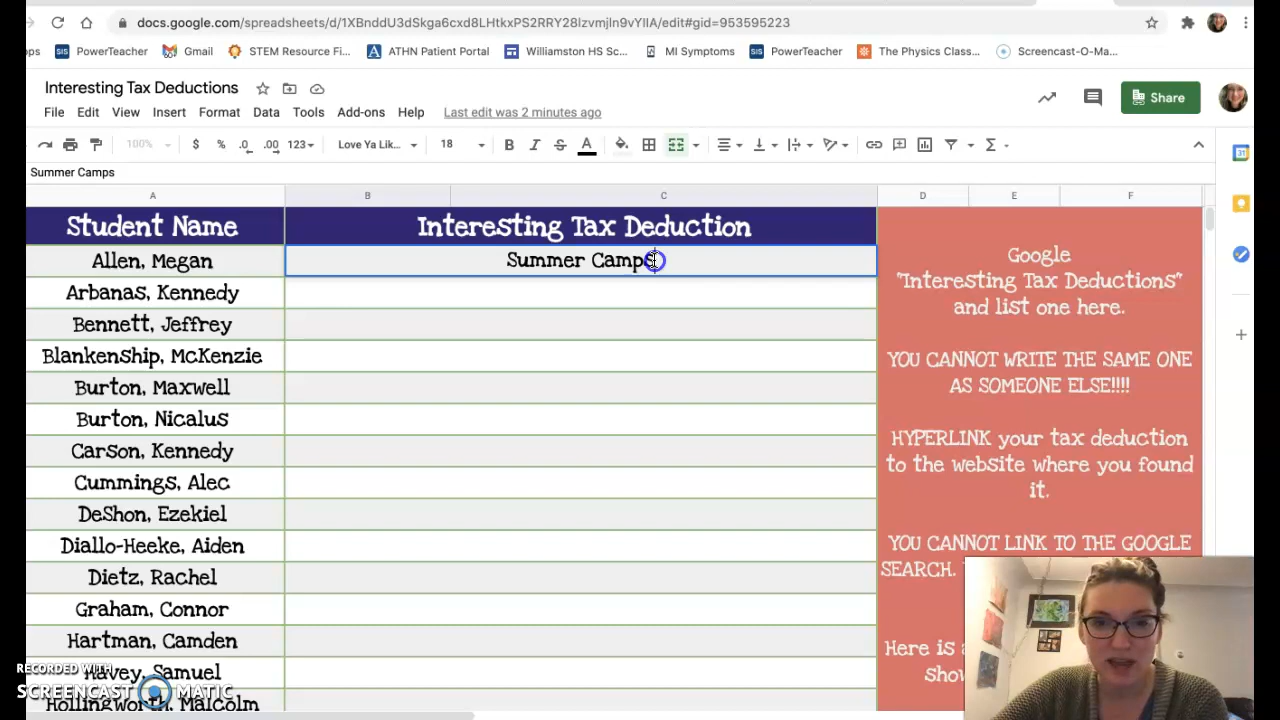 docs.google.com/spreadsheets/d/1XBnddU3dSkga6cxd8LHtkxPS2RRY28lzvmjln9vYlIA/edit#gid=953595223
ps PowerTeacher Gmail STEM Resource Fi... ATHN Patient Portal Williamston HS Sc... MI Symptoms PowerTeacher The Physics Class... Screencast-O-Ma...
Interesting Tax Deductions
File Edit View Insert Format Data Tools Add-ons Help Last edit was 2 minutes ago
Share
100% $ % .0 .00 123 Love Ya Lik... 18 B I S A
Summer Camps
A B C D E F
Student Name Interesting Tax Deduction
Allen, Megan Summer Camps
Arbanas, Kennedy
Bennett, Jeffrey
Blankenship, McKenzie
Burton, Maxwell
Burton, Nicalus
Carson, Kennedy
Cummings, Alec
DeShon, Ezekiel
Diallo-Heeke, Aiden
Dietz, Rachel
Graham, Connor
Hartman, Camden
Havey, Samuel
Hollingworth, Malcolm
Google
"Interesting Tax Deductions"
and list one here.
YOU CANNOT WRITE THE SAME ONE
AS SOMEONE ELSE!!!!
HYPERLINK your tax deduction
to the website where you found
it.
YOU CANNOT LINK TO THE GOOGLE
SEARCH.
Here is
RECORDED WITH
SCREENCAST MATIC
31